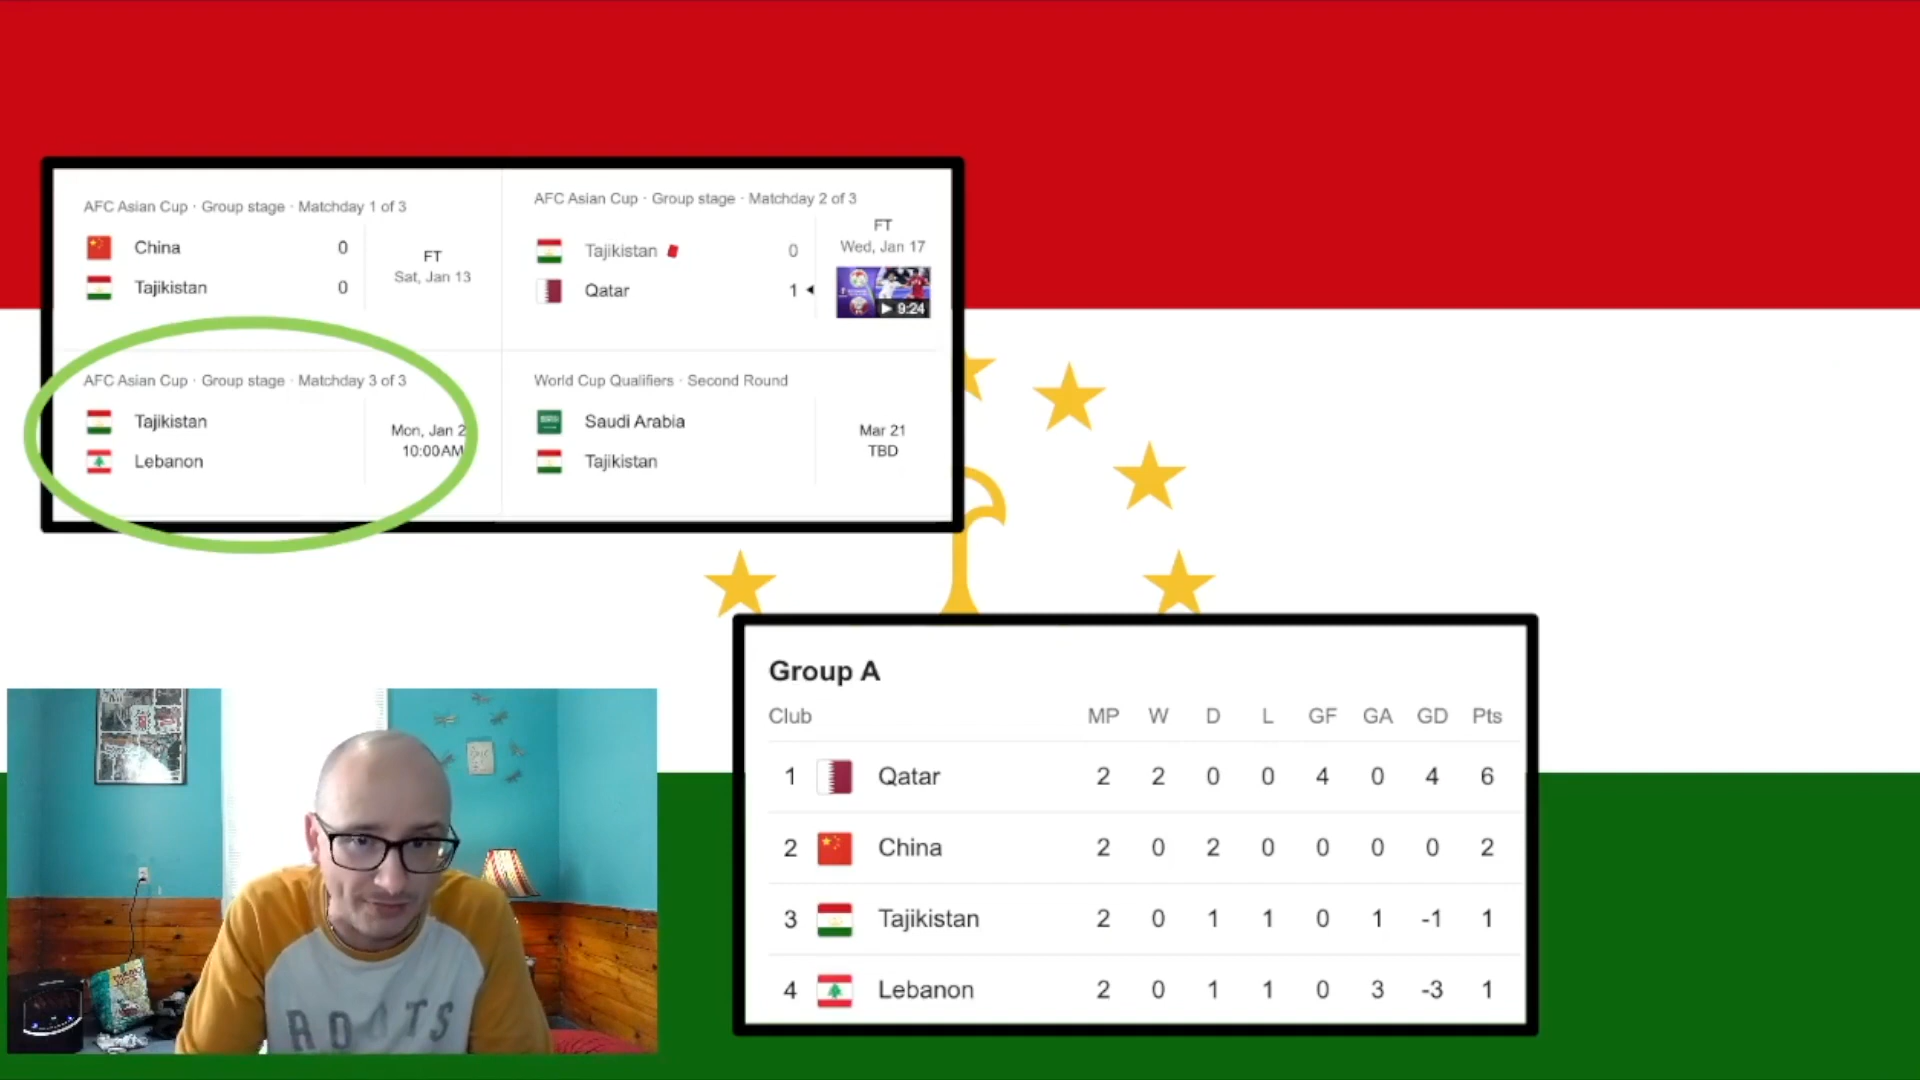 AFC Asian Cup · Group stage · Matchday 1 of 3
China 0
Tajikistan 0
FT
Sat, Jan 13
AFC Asian Cup · Group stage · Matchday 2 of 3
Tajikistan 0
Qatar 1
FT
Wed, Jan 17
9:24
AFC Asian Cup · Group stage · Matchday 3 of 3
Tajikistan
Lebanon
Mon, Jan 2
10:00AM
World Cup Qualifiers · Second Round
Saudi Arabia
Tajikistan
Mar 21
TBD
Group A
Club MP W D L GF GA GD Pts
1 Qatar 2 2 0 0 4 0 4 6
2 China 2 0 2 0 0 0 0 2
3 Tajikistan 2 0 1 1 0 1 -1 1
4 Lebanon 2 0 1 1 0 3 -3 1
ROOTS